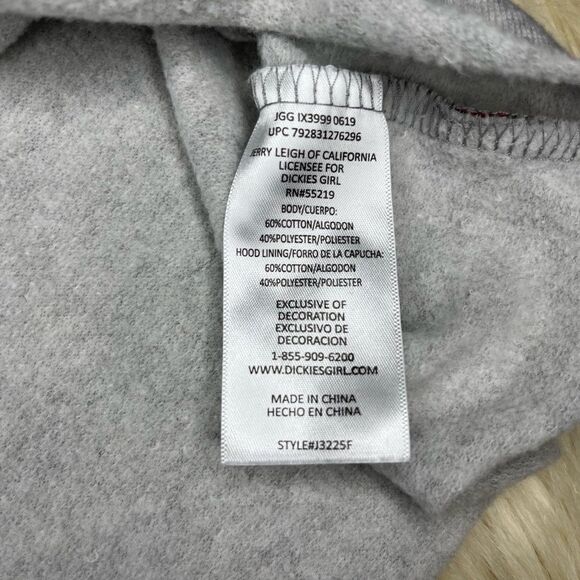 JGG IX3999 0619
UPC 792831276296
JERRY LEIGH OF CALIFORNIA
LICENSEE FOR
DICKIES GIRL
RN#55219
BODY/CUERPO:
60%COTTON/ALGODON
40%POLYESTER/POLIESTER
HOOD LINING/FORRO DE LA CAPUCHA:
60%COTTON/ALGODON
40%POLYESTER/POLIESTER
EXCLUSIVE OF
DECORATION
EXCLUSIVO DE
DECORACION
1-855-909-6200
WWW.DICKIESGIRL.COM
MADE IN CHINA
HECHO EN CHINA
STYLE#J3225F